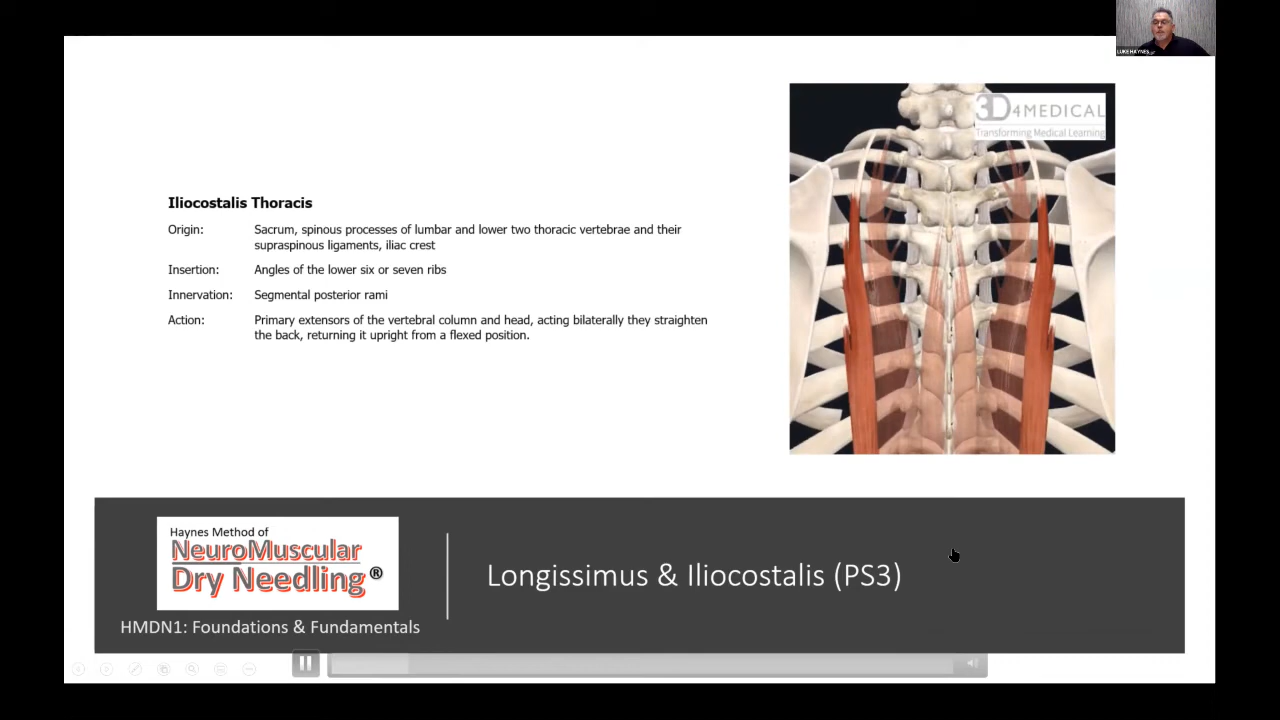 LUKE HAYNES
3D4MEDICAL
Transforming Medical Learning
Iliocostalis Thoracis
Origin: Sacrum, spinous processes of lumbar and lower two thoracic vertebrae and their
supraspinous ligaments, iliac crest
Insertion: Angles of the lower six or seven ribs
Innervation: Segmental posterior rami
Action: Primary extensors of the vertebral column and head, acting bilaterally they straighten
the back, returning it upright from a flexed position.
Haynes Method of
NeuroMuscular
Dry Needling®
HMDN1: Foundations & Fundamentals
Longissimus & Iliocostalis (PS3)